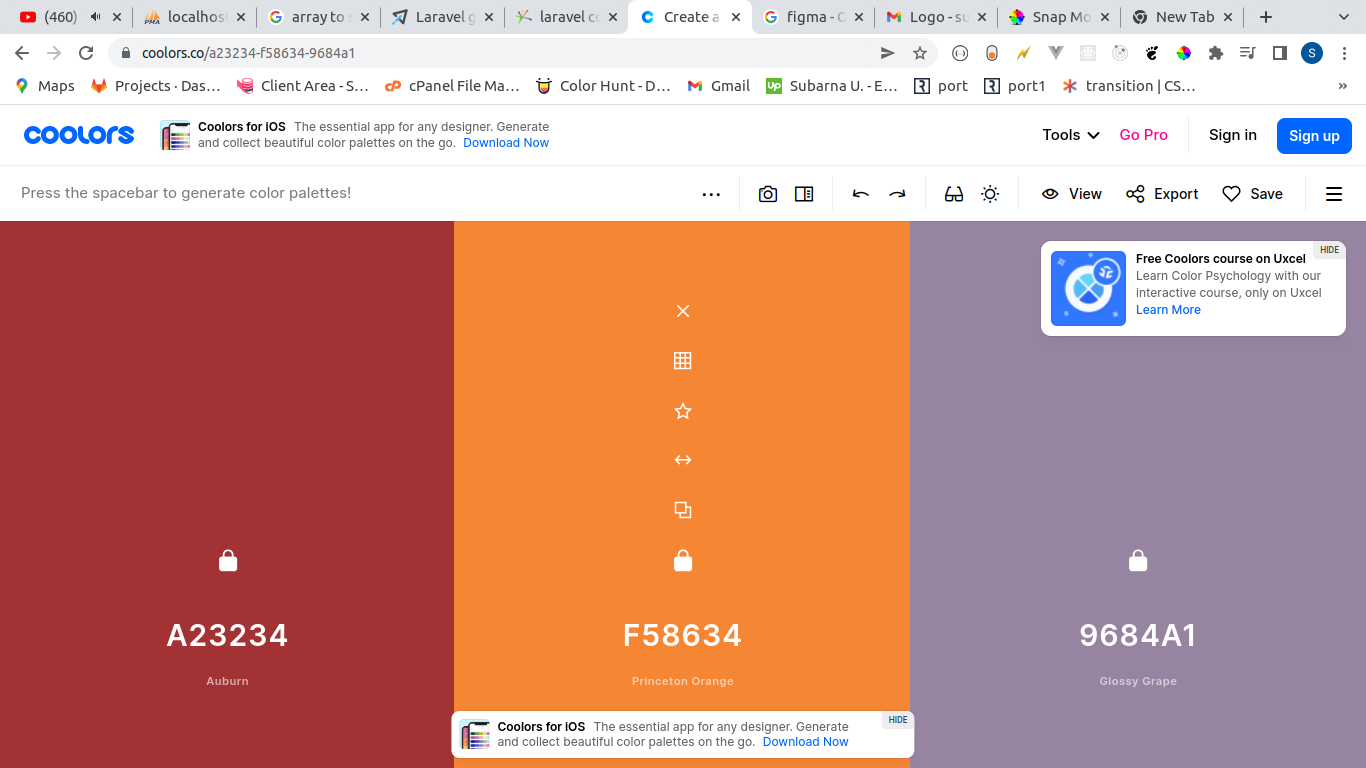 (460)
localhos
array to s
Laravel g
laravel co
Create a
figma - G
Logo - su
Snap Mo
New Tab
coolors.co/a23234-f58634-9684a1
S
Maps
Projects · Das…
Client Area - S…
cPanel File Ma…
Color Hunt - D…
Gmail
Up
Subarna U. - E…
port
port1
transition | CS…
»
coolors
Coolors for iOS The essential app for any designer. Generate
and collect beautiful color palettes on the go. Download Now
Tools
Go Pro
Sign in
Sign up
Press the spacebar to generate color palettes!
View
Export
Save
HIDE
Free Coolors course on Uxcel
Learn Color Psychology with our
interactive course, only on Uxcel
Learn More
A23234
Auburn
F58634
Princeton Orange
9684A1
Glossy Grape
HIDE
Coolors for iOS The essential app for any designer. Generate
and collect beautiful color palettes on the go. Download Now